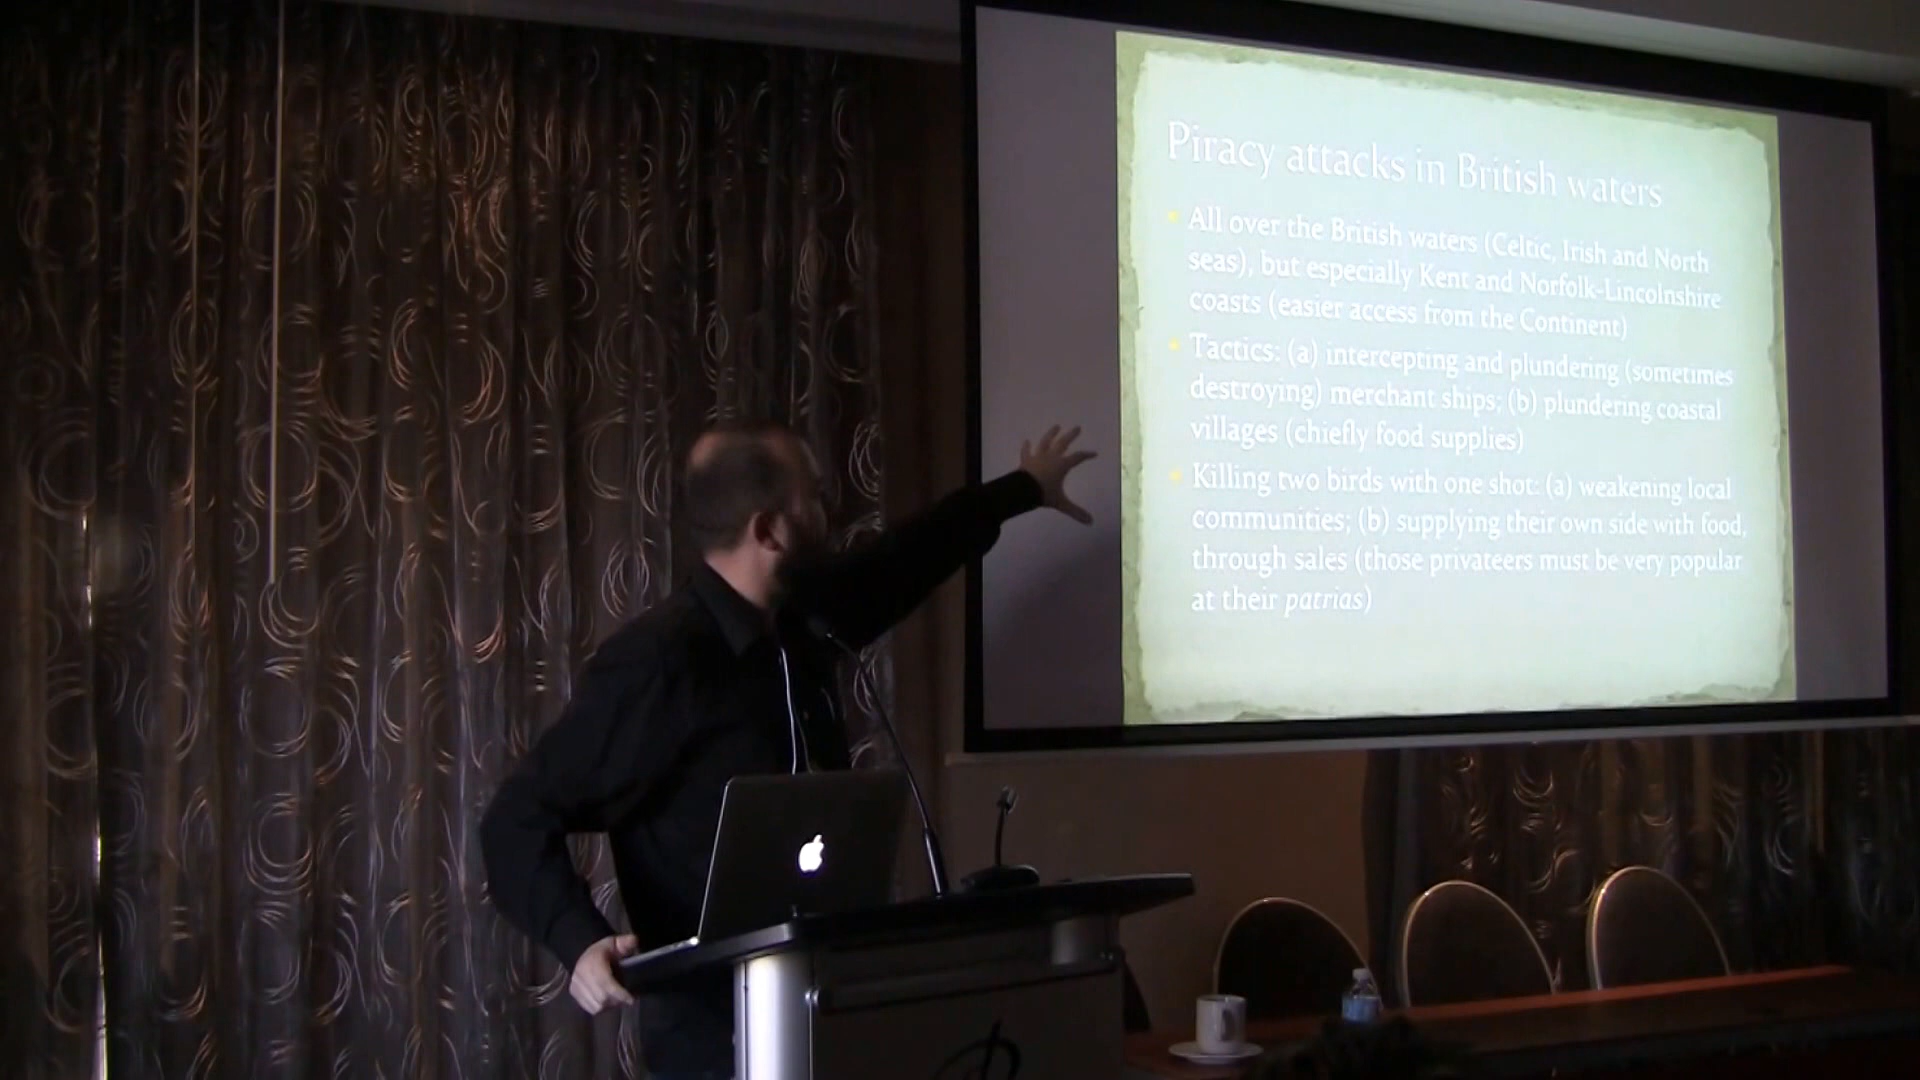 Piracy attacks in British waters
All over the British waters (Celtic, Irish and North
seas), but especially Kent and Norfolk-Lincolnshire
coasts (easier access from the Continent)
Tactics: (a) intercepting and plundering (sometimes
destroying) merchant ships; (b) plundering coastal
villages (chiefly food supplies)
Killing two birds with one shot: (a) weakening local
communities; (b) supplying their own side with food,
through sales (those privateers must be very popular
at their patrias)